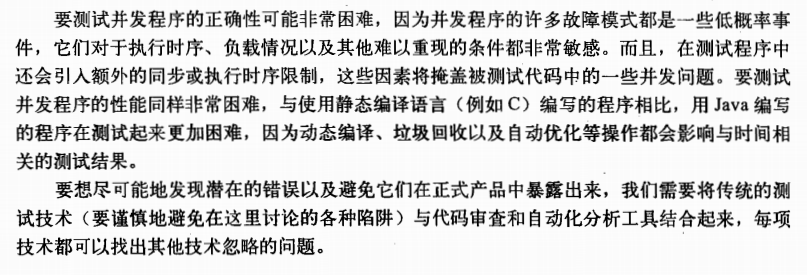 要测试并发程序的正确性可能非常困难，因为并发程序的许多故障模式都是一些低概率事
件，它们对于执行时序、负载情况以及其他难以重现的条件都非常敏感。而且，在测试程序中
还会引入额外的同步或执行时序限制，这些因素将掩盖被测试代码中的一些并发问题。要测试
并发程序的性能同样非常困难，与使用静态编译语言（例如 C）编写的程序相比，用 Java 编写
的程序在测试起来更加困难，因为动态编译、垃圾回收以及自动优化等操作都会影响与时间相
关的测试结果。
要想尽可能地发现潜在的错误以及避免它们在正式产品中暴露出来，我们需要将传统的测
试技术（要谨慎地避免在这里讨论的各种陷阱）与代码审查和自动化分析工具结合起来，每项
技术都可以找出其他技术忽略的问题。